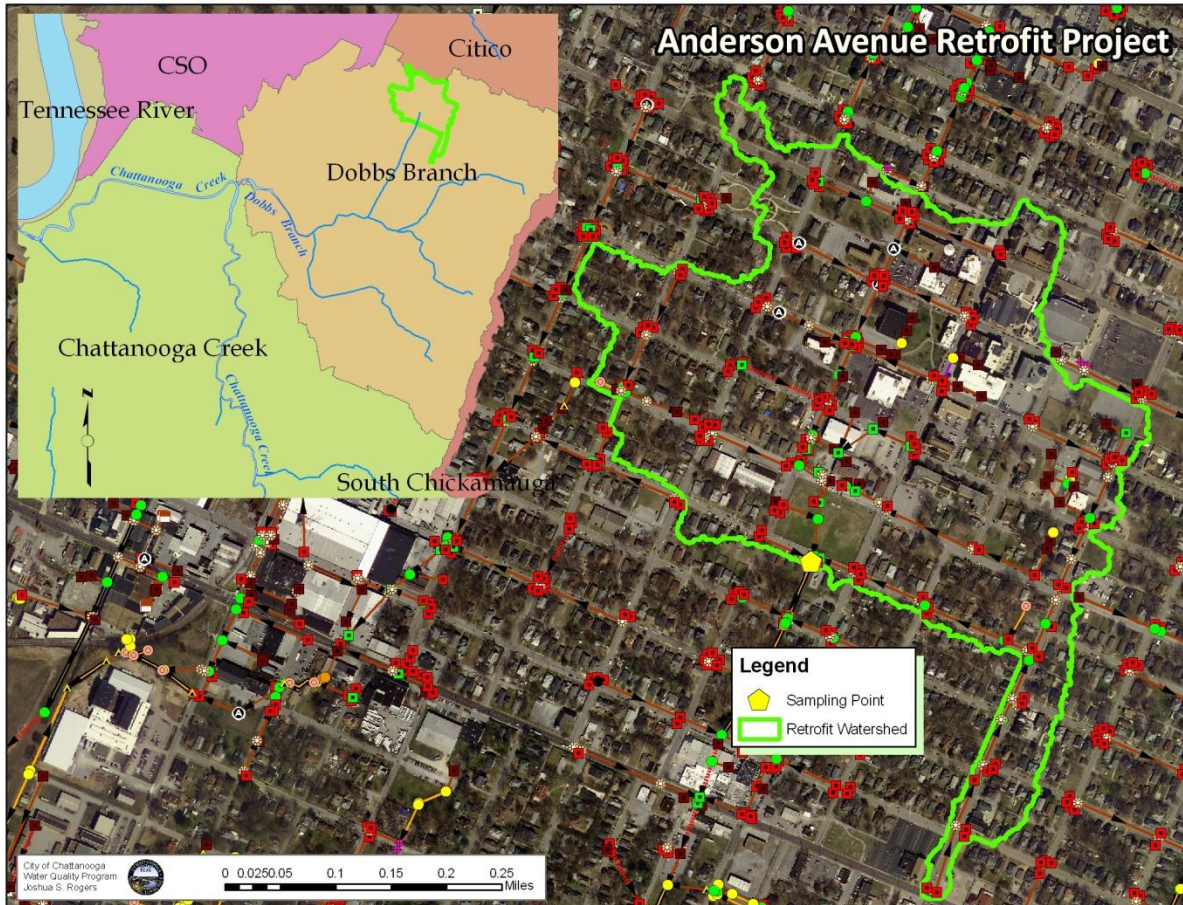 Anderson Avenue Retrofit Project
Citico
CSO
Tennessee River
Dobbs Branch
Chattanooga Creek
Dobbs Branch
Chattanooga Creek
Chattanooga Creek
South Chickamauga
N
A
A
A
A
A
A
Legend
Sampling Point
Retrofit Watershed
City of Chattanooga
Water Quality Program
Joshua S. Rogers
0 0.0250.05 0.1 0.15 0.2 0.25
Miles